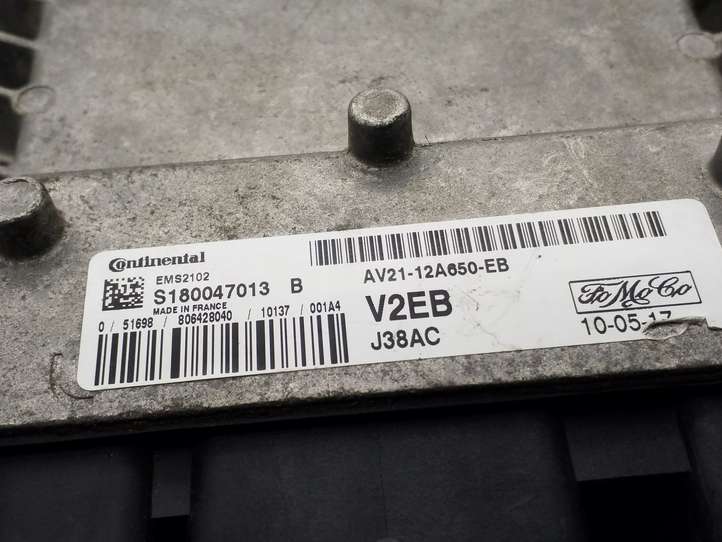 Continental
EMS2102
S180047013 B
MADE IN FRANCE
0 / 51698 / 806428040 / 10137 / 001A4
AV21-12A650-EB
V2EB
J38AC
FoMoCo
10-05-17